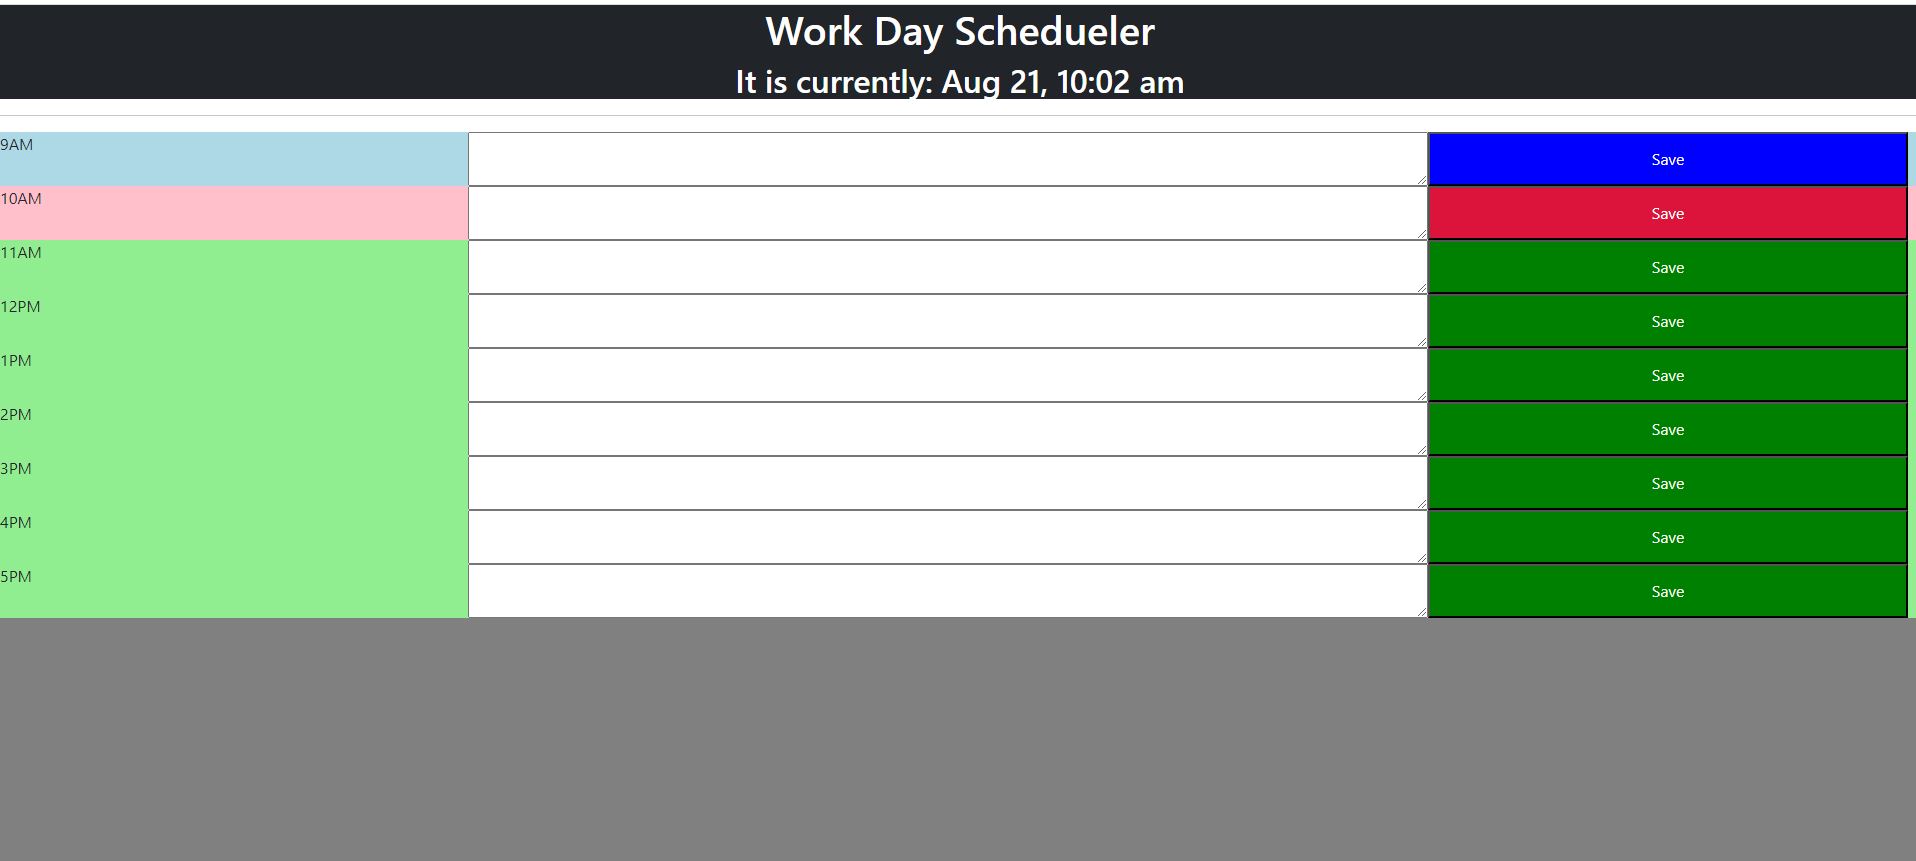 Work Day Schedueler
It is currently: Aug 21, 10:02 am
9AM Save
10AM Save
11AM Save
12PM Save
1PM Save
2PM Save
3PM Save
4PM Save
5PM Save